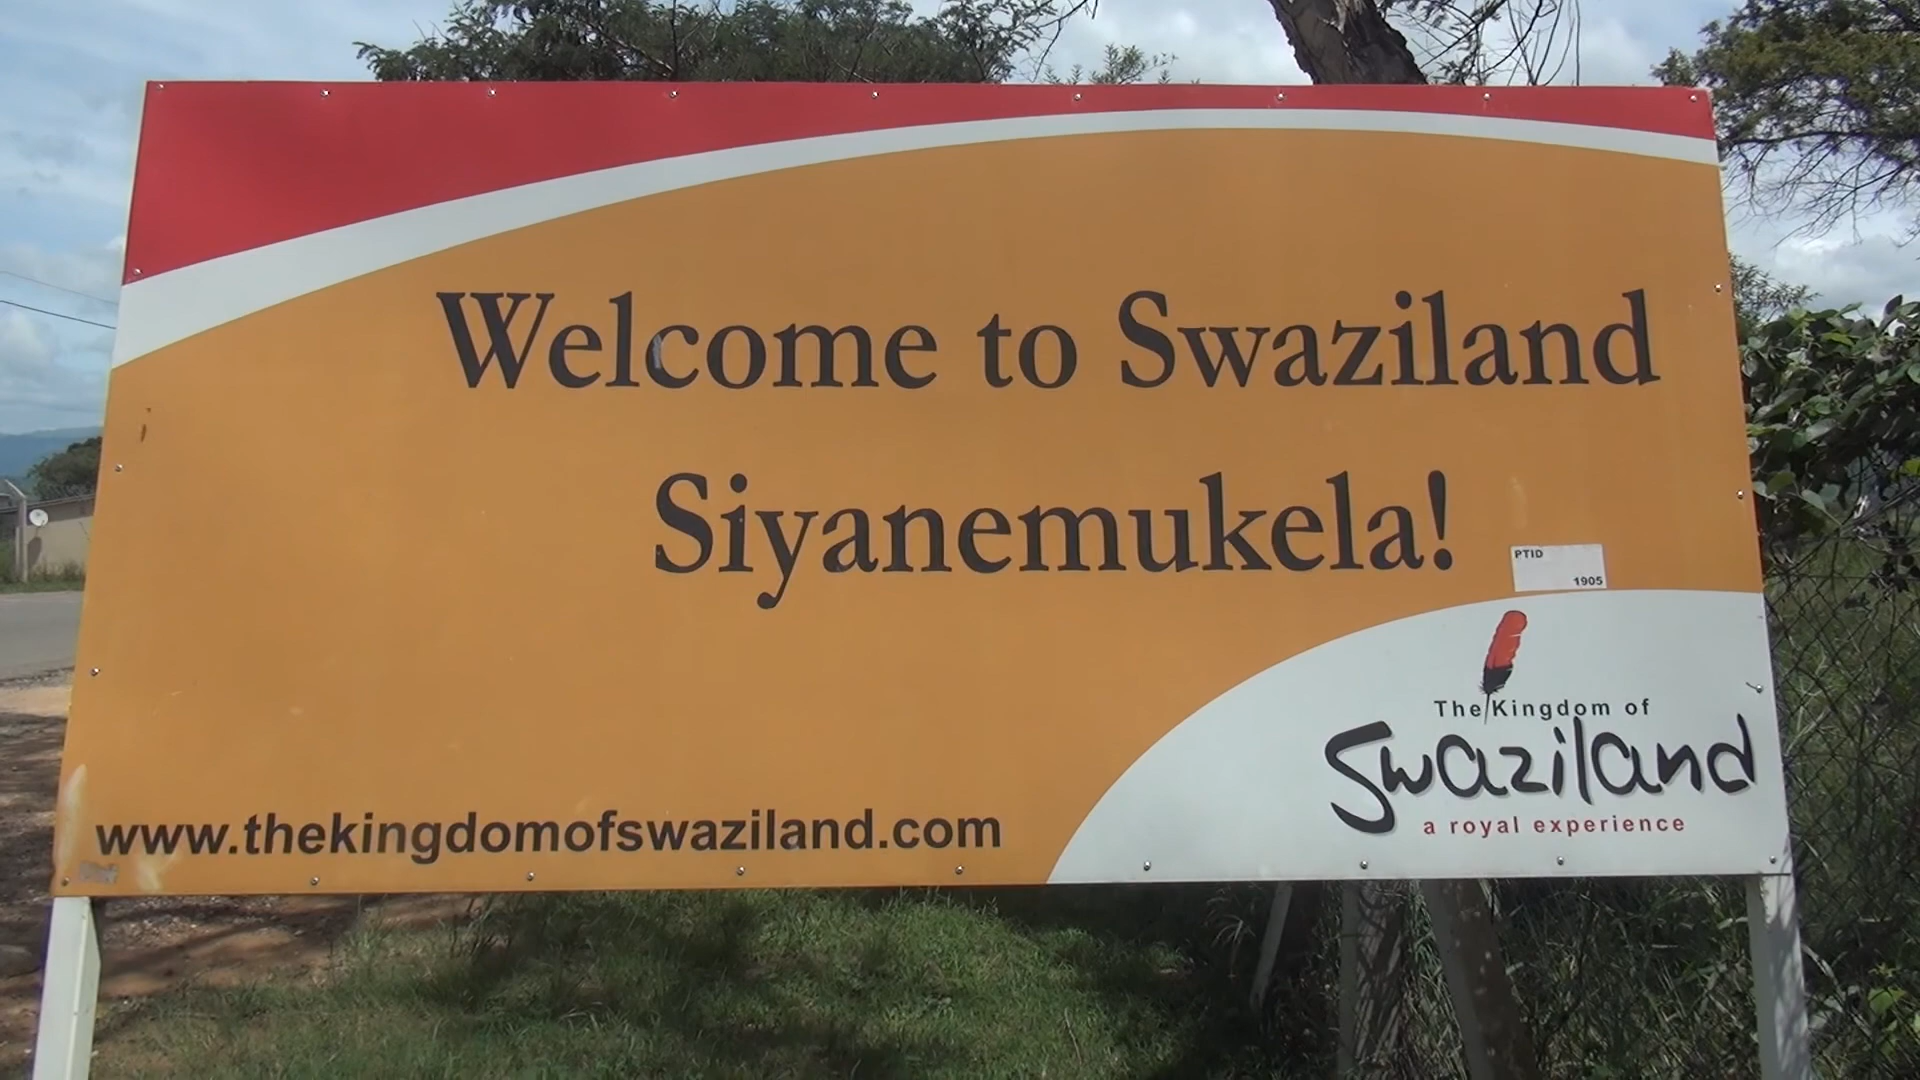 Welcome to Swaziland
Siyanemukela!
PTID
1905
The Kingdom of
Swaziland
a royal experience
www.thekingdomofswaziland.com